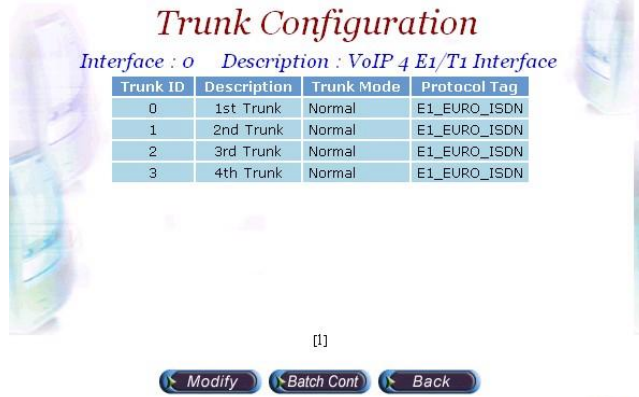 Trunk Configuration
Interface : 0 Description : VoIP 4 E1/T1 Interface
Trunk ID Description Trunk Mode Protocol Tag
0 1st Trunk Normal E1_EURO_ISDN
1 2nd Trunk Normal E1_EURO_ISDN
2 3rd Trunk Normal E1_EURO_ISDN
3 4th Trunk Normal E1_EURO_ISDN
[1]
Modify Batch Cont Back